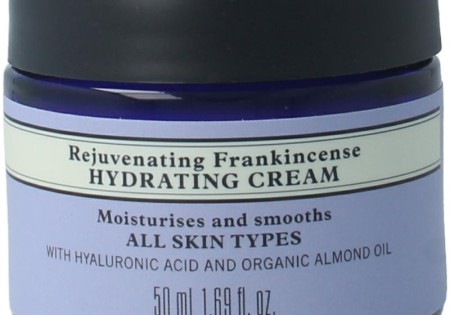 Rejuvenating Frankincense
HYDRATING CREAM
Moisturises and smooths
ALL SKIN TYPES
WITH HYALURONIC ACID AND ORGANIC ALMOND OIL
50 ml 1.69 fl. oz.